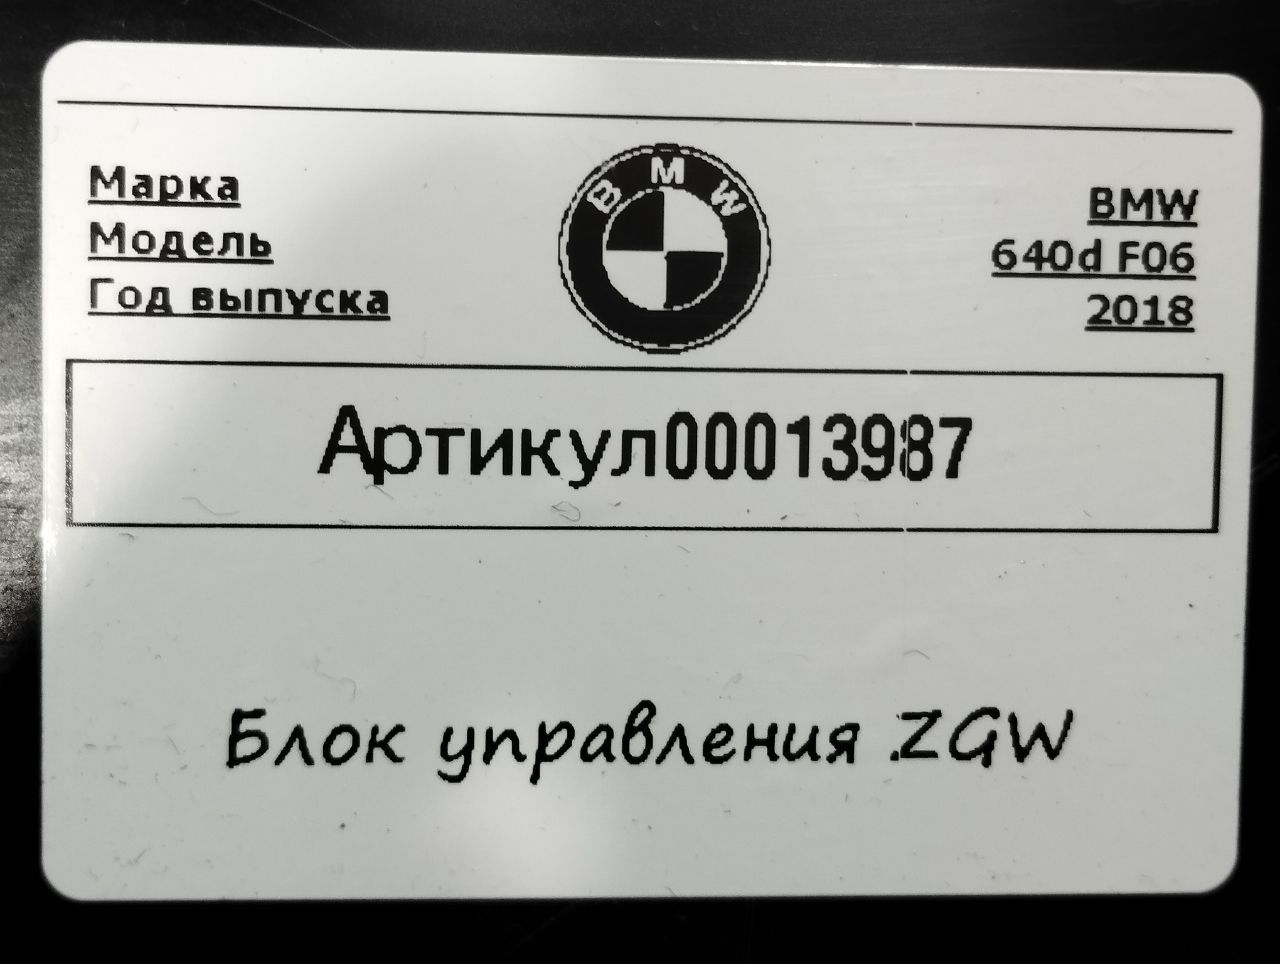 Марка BMW
Модель 640d F06
Год выпуска 2018
BMW
Артикул00013987
Блок управления ZGW